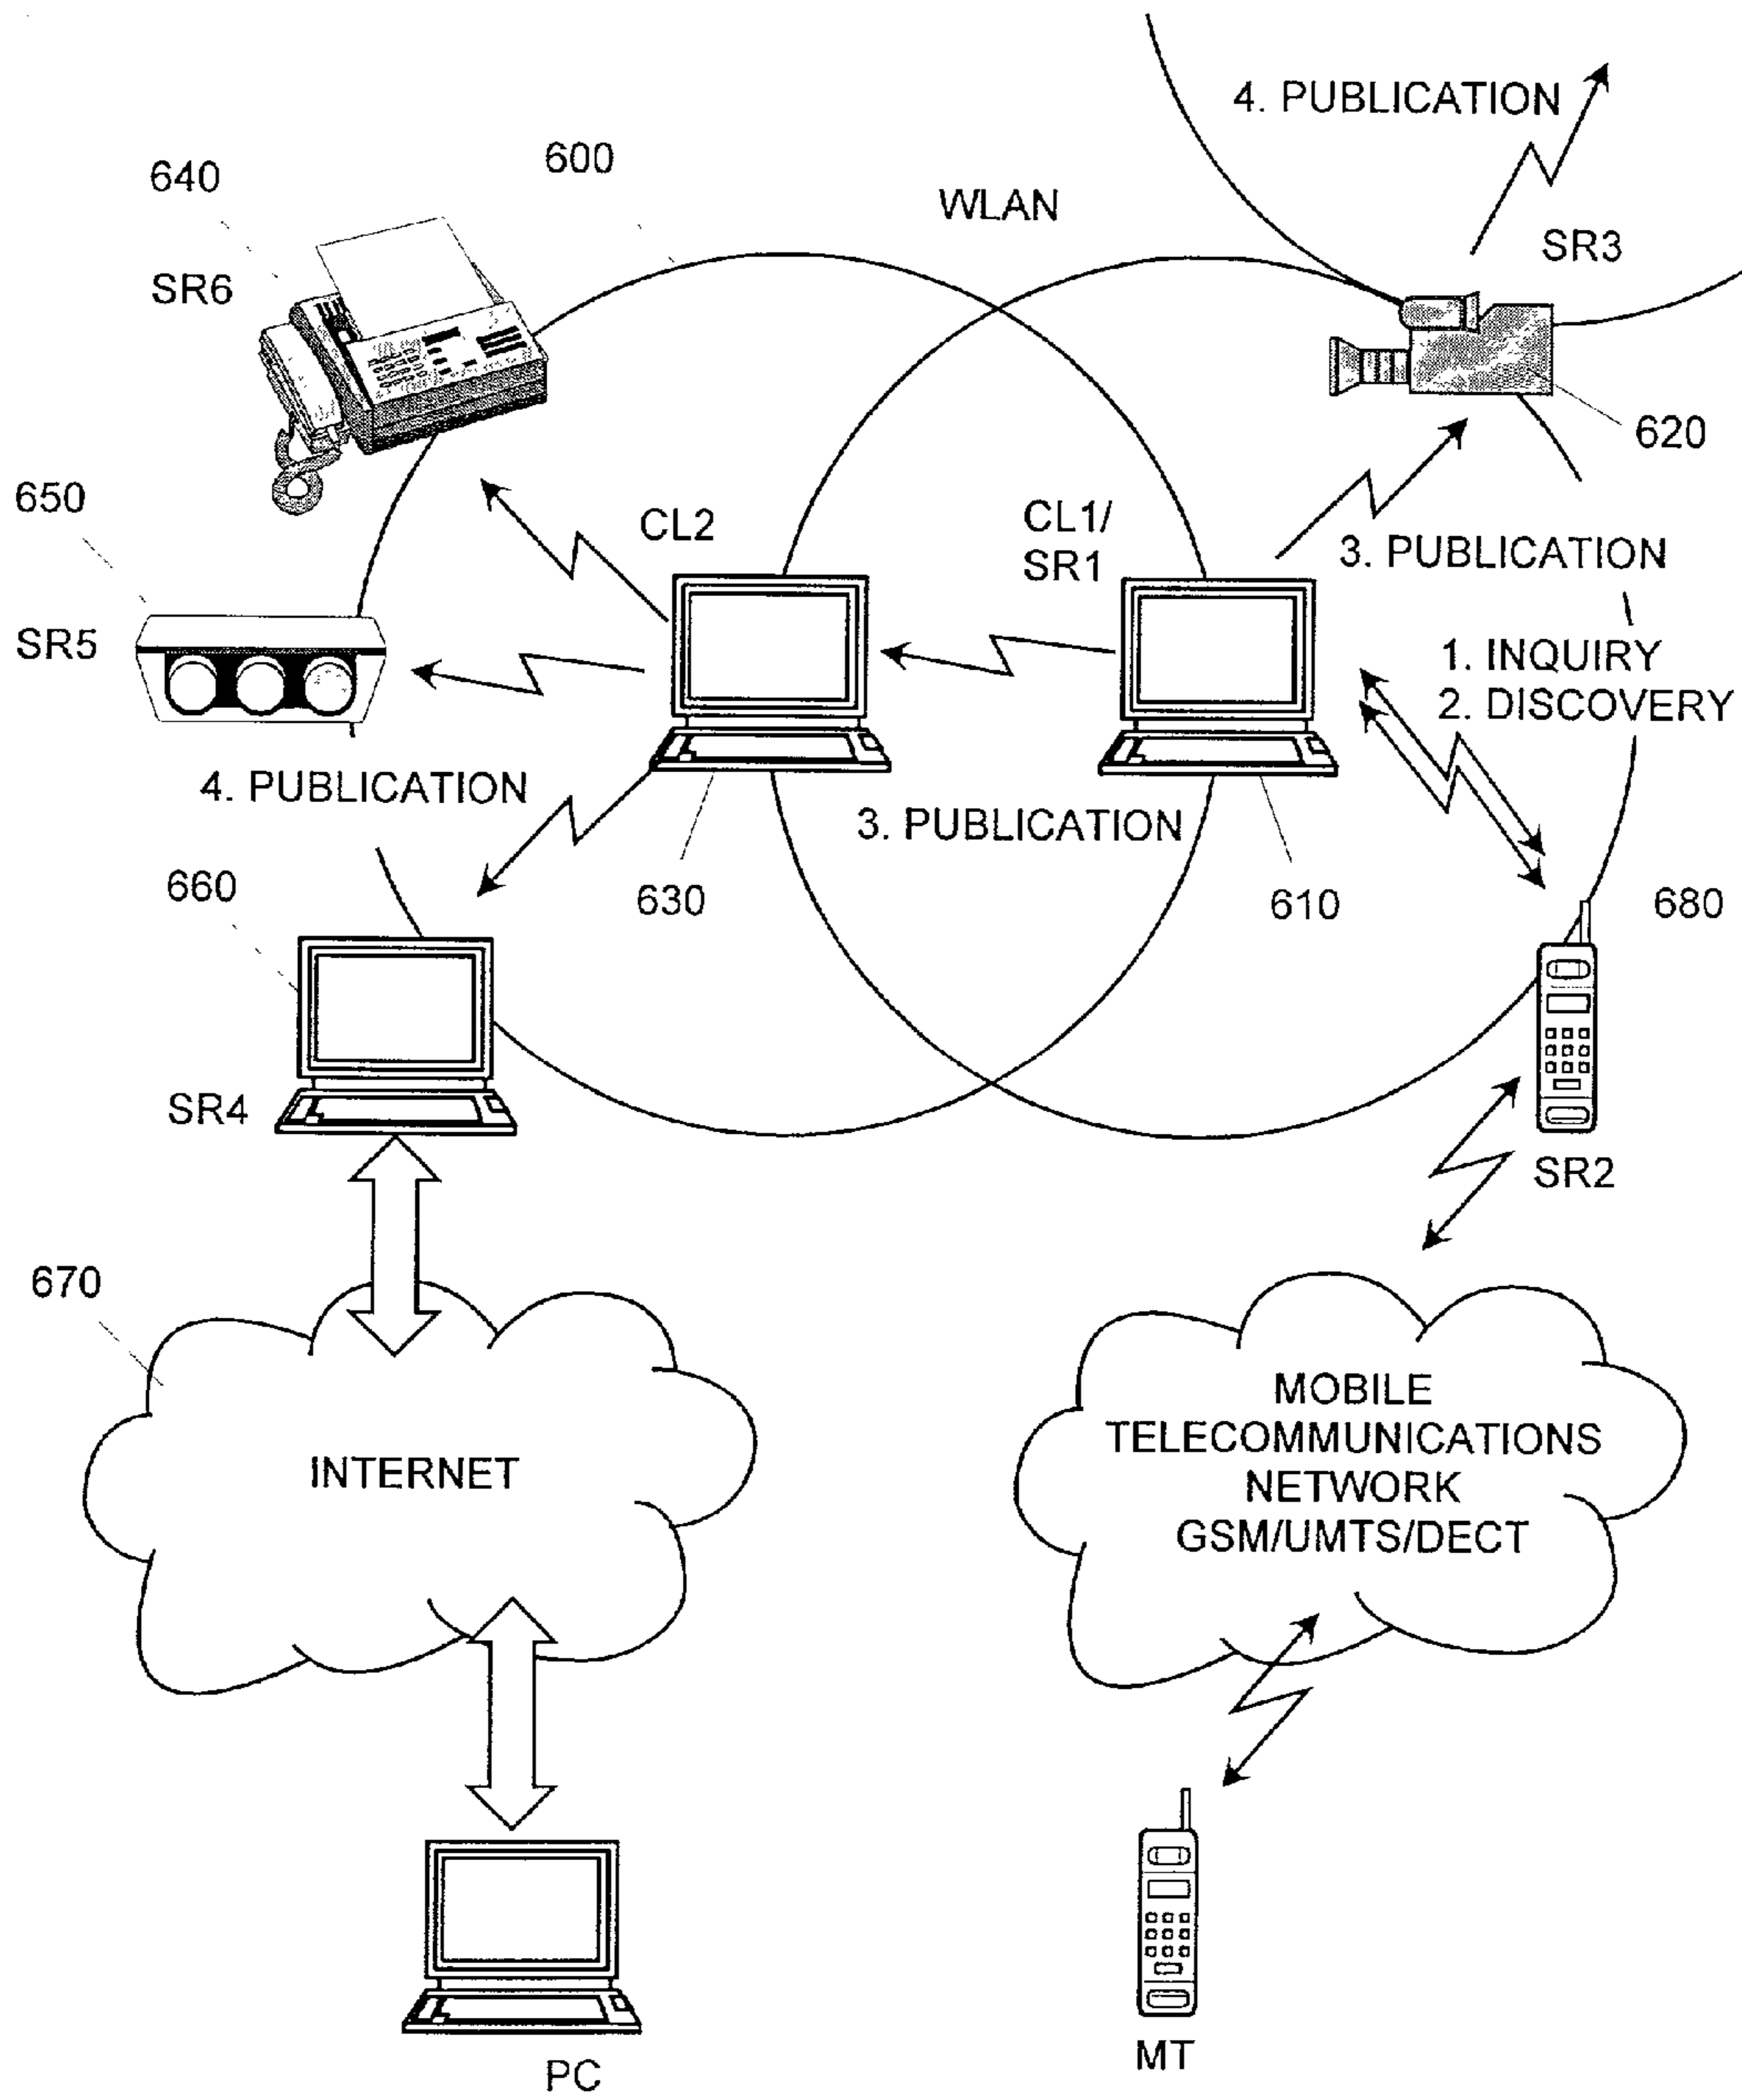 4. PUBLICATION
600
640
WLAN
SR3
SR6
620
650
CL2
CL1/
SR1
3. PUBLICATION
SR5
1. INQUIRY
2. DISCOVERY
4. PUBLICATION
3. PUBLICATION
660
630
610
680
SR4
SR2
670
INTERNET
MOBILE
TELECOMMUNICATIONS
NETWORK
GSM/UMTS/DECT
PC
MT